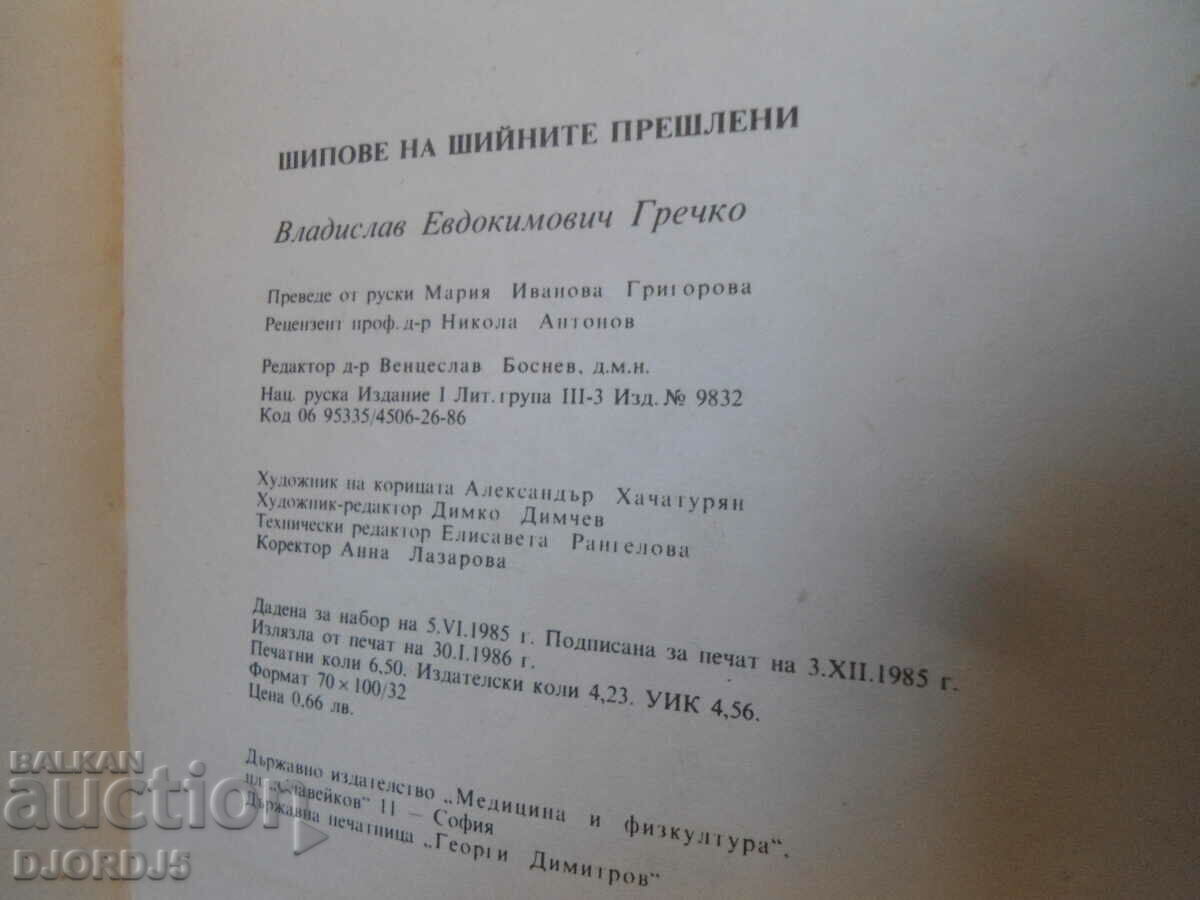 ШИПОВЕ НА ШИЙНИТЕ ПРЕШЛЕНИ
Владислав Евдокимович Гречко
Преведе от руски Мария Иванова Григорова
Рецензент проф. д-р Никола Антонов
Редактор д-р Венцеслав Боснев, д.м.н.
Нац. руска Издание I Лит. група III-3 Изд. № 9832
Код 06 95335/4506-26-86
Художник на корицата Александър Хачатурян
Художник-редактор Димко Димчев
Технически редактор Елисавета Рангелова
Коректор Анна Лазарова
Дадена за набор на 5.VI.1985 г. Подписана за печат на 3.XII.1985 г.
Излязла от печат на 30.I.1986 г.
Печатни коли 6,50. Издателски коли 4,23. УИК 4,56.
Формат 70×100/32
Цена 0,66 лв.
Държавно издателство „Медицина и физкултура“.
пл „Славейков“ 11 – София
Държавна печатница „Георги Димитров“
BALKAN
auction
DJORDJ5